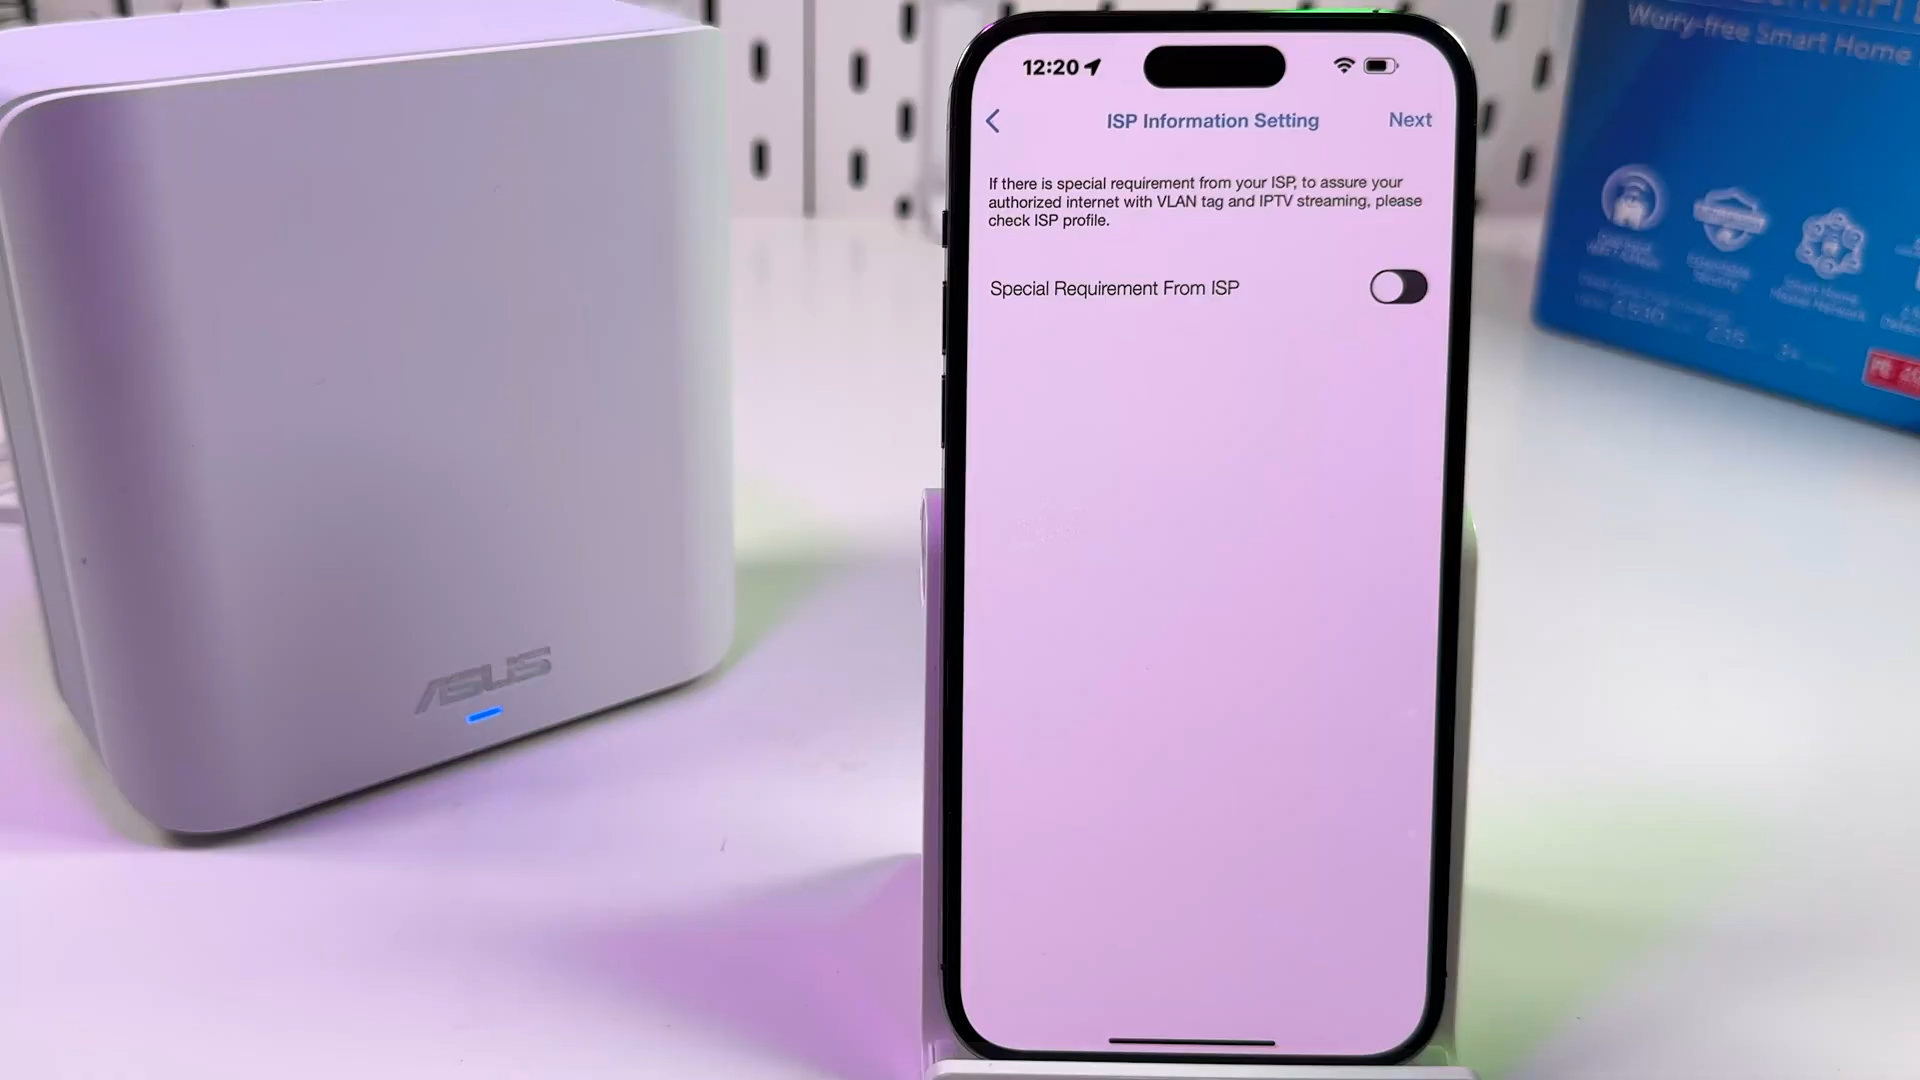 Worry-free Smart Home
12:20
ISP Information Setting
Next
If there is special requirement from your ISP, to assure your
authorized internet with VLAN tag and IPTV streaming, please
check ISP profile.
Special Requirement From ISP
ASUS